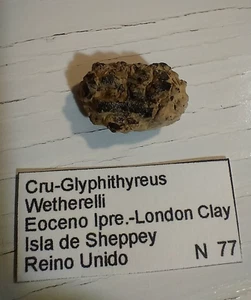 Cru-Glyphithyreus
Wetherelli
Eoceno Ipre.-London Clay
Isla de Sheppey
Reino Unido N 77